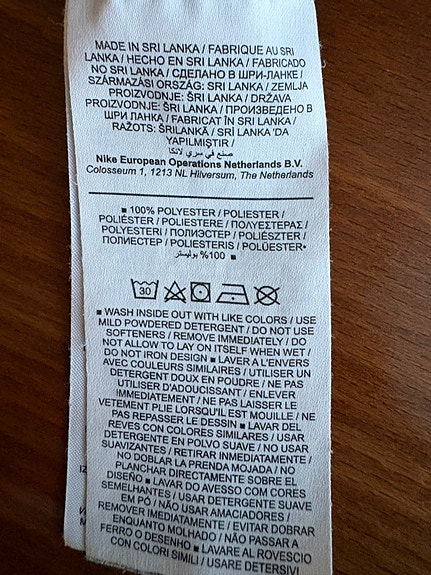 MADE IN SRI LANKA / FABRIQUE AU SRI
LANKA / HECHO EN SRI LANKA / FABRICADO
NO SRI LANKA / СДЕЛАНО В ШРИ-ЛАНКЕ /
SZÁRMAZÁSI ORSZÁG: SRI LANKA / ZEMLJA
PROIZVODNJE: ŠRI LANKA / DRŽAVA
PROIZVODNJE: ŠRI LANKA / ПРОИЗВЕДЕНО В
ШРИ ЛАНКА / FABRICAT ÎN SRI LANKA /
RAŽOTS: ŠRILANKĀ / SRİ LANKA 'DA
YAPILMIŞTIR /
صنع في سري لانكا
Nike European Operations Netherlands B.V.
Colosseum 1, 1213 NL Hilversum, The Netherlands
■ 100% POLYESTER / POLIESTER /
POLIÉSTER / POLIESTERE / ΠΟΛΥΕΣΤΕΡΑΣ /
POLYESTERI / ПОЛИЭСТЕР / POLIÉSZTER /
ПОЛИЕСТЕР / POLIESTERIS / POLÜESTER•
■ %100 بوليستر
30
■ WASH INSIDE OUT WITH LIKE COLORS / USE
MILD POWDERED DETERGENT / DO NOT USE
SOFTENERS / REMOVE IMMEDIATELY / DO
NOT ALLOW TO LAY ON ITSELF WHEN WET /
DO NOT IRON DESIGN ■ LAVER A L'ENVERS
AVEC COULEURS SIMILAIRES / UTILISER UN
DETERGENT DOUX EN POUDRE / NE PAS
UTILISER D'ADOUCISSANT / ENLEVER
IMMEDIATEMENT / NE PAS LAISSER LE
VETEMENT PLIE LORSQU'IL EST MOUILLE / NE
PAS REPASSER LE DESSIN ■ LAVAR DEL
REVES CON COLORES SIMILARES / USAR
DETERGENTE EN POLVO SUAVE / NO USAR
SUAVIZANTES / RETIRAR INMEDIATAMENTE /
NO DOBLAR LA PRENDA MOJADA / NO
PLANCHAR DIRECTAMENTE SOBRE EL
DISEÑO ■ LAVAR DO AVESSO COM CORES
SEMELHANTES / USAR DETERGENTE SUAVE
EM PÓ / NÃO USAR AMACIADORES /
REMOVER IMEDIATAMENTE / EVITAR DOBRAR
ENQUANTO MOLHADO / NÃO PASSAR A
FERRO O DESENHO ■ LAVARE AL ROVESCIO
CON COLORI SIMILI / USARE DETERSIVI